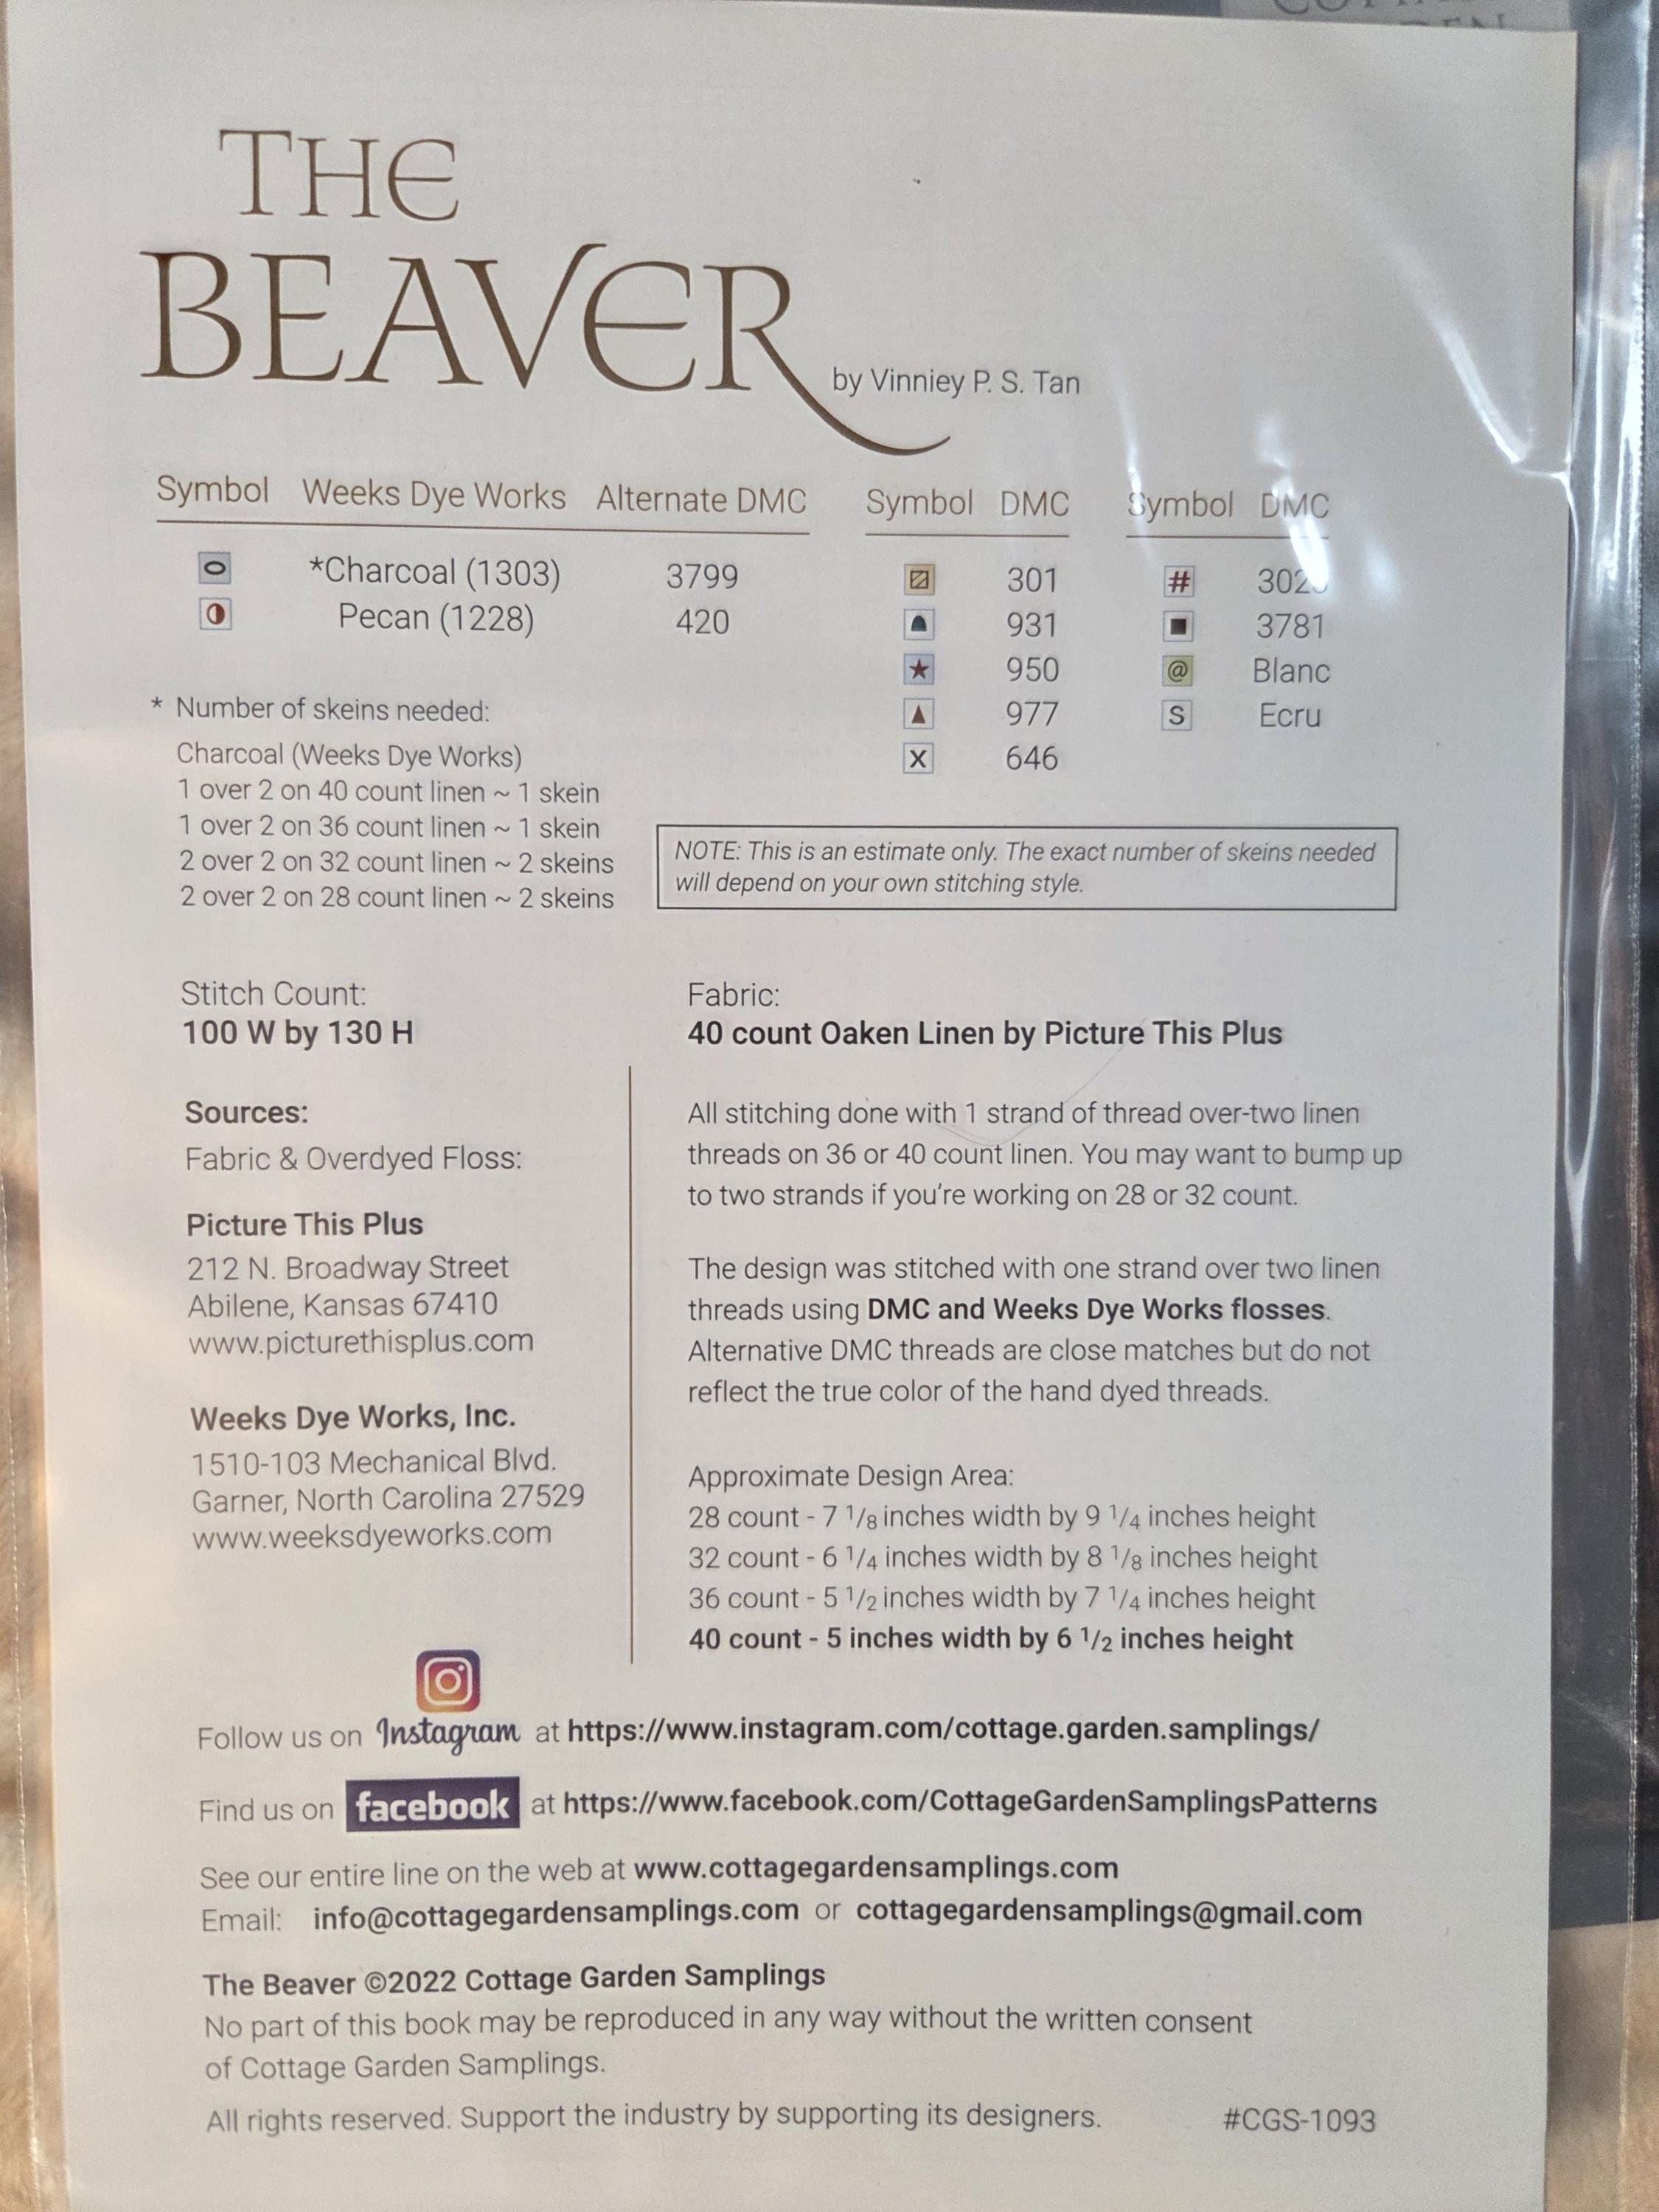 THE
BEAVER
by Vinniey P. S. Tan
Symbol Weeks Dye Works Alternate DMC
*Charcoal (1303) 3799
Pecan (1228) 420
Symbol DMC
301
931
950
977
X 646
Symbol DMC
#
3781
@ Blanc
S Ecru
* Number of skeins needed:
Charcoal (Weeks Dye Works)
1 over 2 on 40 count linen ~ 1 skein
1 over 2 on 36 count linen ~ 1 skein
2 over 2 on 32 count linen ~ 2 skeins
2 over 2 on 28 count linen ~ 2 skeins
NOTE: This is an estimate only. The exact number of skeins needed
will depend on your own stitching style.
Stitch Count:
100 W by 130 H
Sources:
Fabric & Overdyed Floss:
Picture This Plus
212 N. Broadway Street
Abilene, Kansas 67410
www.picturethisplus.com
Weeks Dye Works, Inc.
1510-103 Mechanical Blvd.
Garner, North Carolina 27529
www.weeksdyeworks.com
Fabric:
40 count Oaken Linen by Picture This Plus
All stitching done with 1 strand of thread over-two linen
threads on 36 or 40 count linen. You may want to bump up
to two strands if you're working on 28 or 32 count.
The design was stitched with one strand over two linen
threads using DMC and Weeks Dye Works flosses.
Alternative DMC threads are close matches but do not
reflect the true color of the hand dyed threads.
Approximate Design Area:
28 count - 7 1/8 inches width by 9 1/4 inches height
32 count - 6 1/4 inches width by 8 1/8 inches height
36 count - 5 1/2 inches width by 7 1/4 inches height
40 count - 5 inches width by 6 1/2 inches height
Follow us on Instagram at https://www.instagram.com/cottage.garden.samplings/
Find us on facebook at https://www.facebook.com/CottageGardenSamplingsPatterns
See our entire line on the web at www.cottagegardensamplings.com
Email: info@cottagegardensamplings.com or cottagegardensamplings@gmail.com
The Beaver ©2022 Cottage Garden Samplings
No part of this book may be reproduced in any way without the written consent
of Cottage Garden Samplings.
All rights reserved. Support the industry by supporting its designers. #CGS-1093